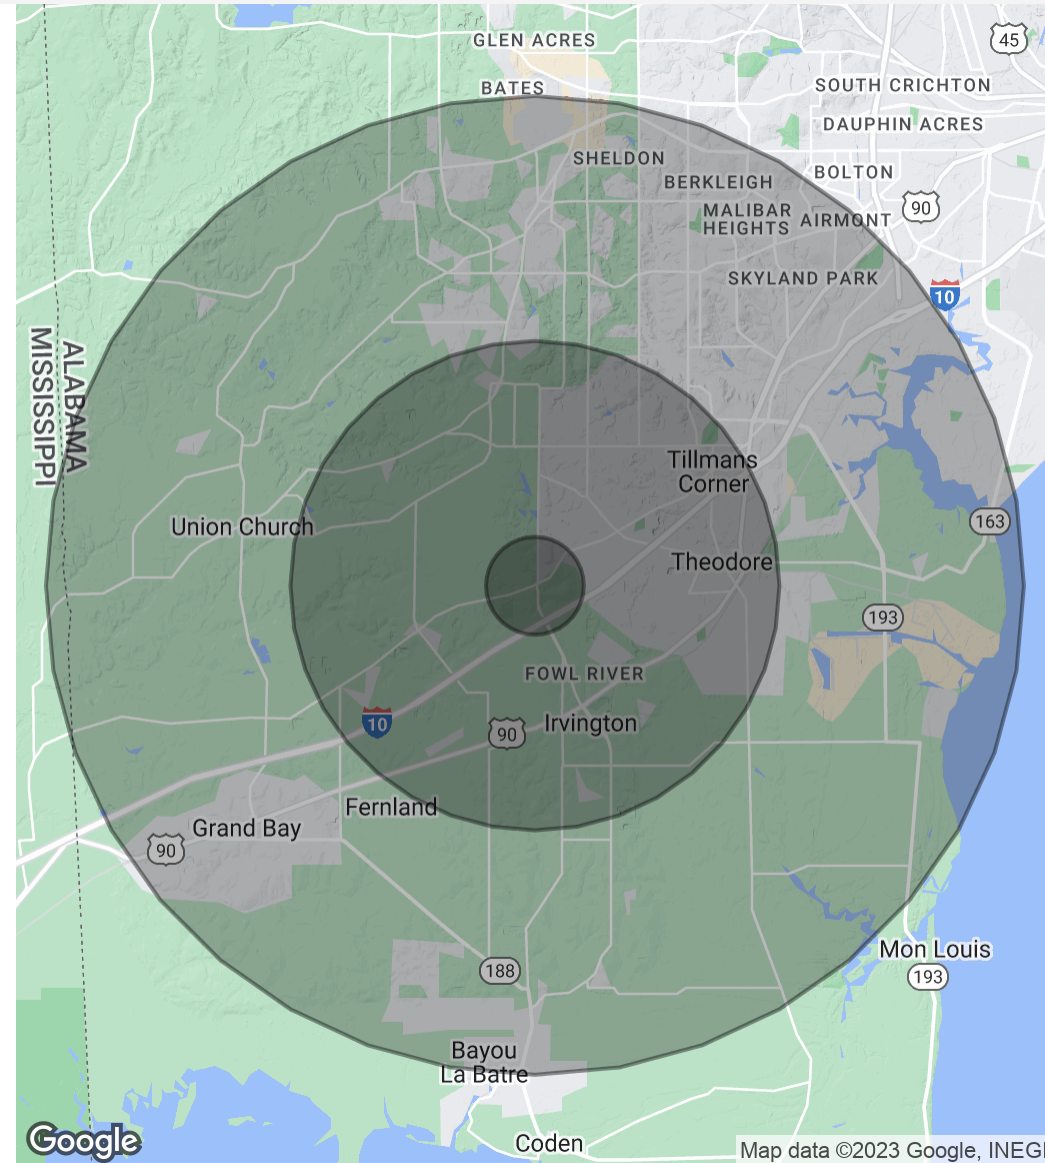 45
GLEN ACRES
BATES
SOUTH CRICHTON
DAUPHIN ACRES
SHELDON
BOLTON
BERKLEIGH
90
MALIBAR
HEIGHTS
AIRMONT
SKYLAND PARK
10
ALABAMA
MISSISSIPPI
Tillmans
Corner
Union Church
163
Theodore
193
FOWL RIVER
10
90
Irvington
Fernland
Grand Bay
90
Mon Louis
188
193
Bayou
La Batre
Google
Coden
Map data ©2023 Google, INEGI